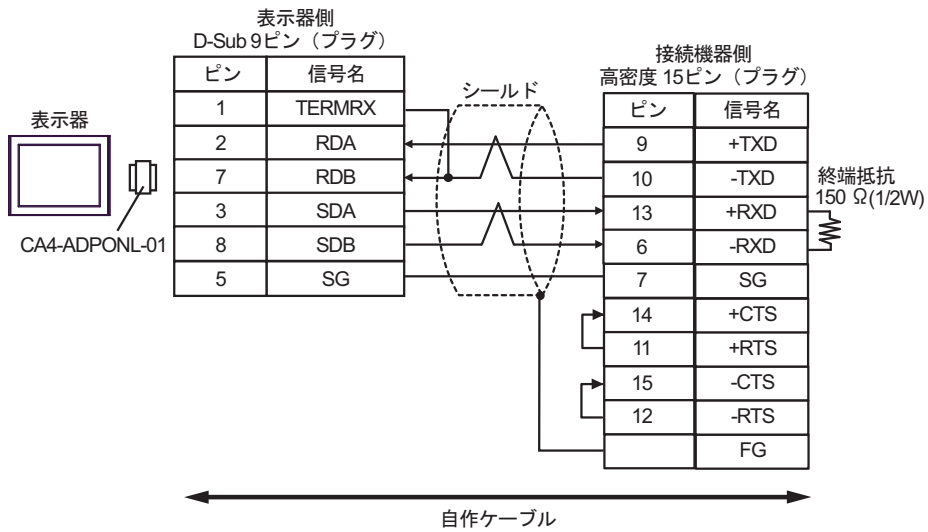 表示器側
D-Sub 9ピン（プラグ）
ピン 信号名
1 TERMRX
2 RDA
7 RDB
3 SDA
8 SDB
5 SG
表示器
CA4-ADPONL-01
シールド
接続機器側
高密度 15ピン（プラグ）
ピン 信号名
9 +TXD
10 -TXD
13 +RXD
6 -RXD
7 SG
14 +CTS
11 +RTS
15 -CTS
12 -RTS
FG
終端抵抗
150 Ω(1/2W)
自作ケーブル